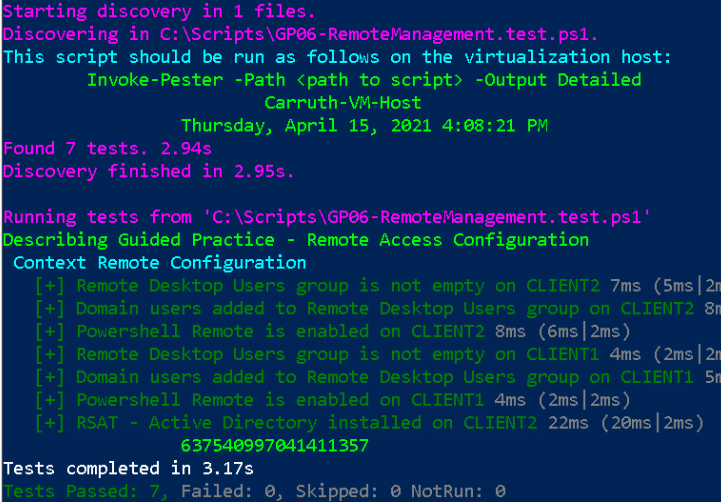 Starting discovery in 1 files.
Discovering in C:\Scripts\GP06-RemoteManagement.test.ps1.
This script should be run as follows on the virtualization host:
Invoke-Pester -Path <path to script> -Output Detailed
Carruth-VM-Host
Thursday, April 15, 2021 4:08:21 PM
Found 7 tests. 2.94s
Discovery finished in 2.95s.
Running tests from 'C:\Scripts\GP06-RemoteManagement.test.ps1'
Describing Guided Practice - Remote Access Configuration
Context Remote Configuration
[+] Remote Desktop Users group is not empty on CLIENT2 7ms (5ms|2m
[+] Domain users added to Remote Desktop Users group on CLIENT2 8m
[+] Powershell Remote is enabled on CLIENT2 8ms (6ms|2ms)
[+] Remote Desktop Users group is not empty on CLIENT1 4ms (2ms|2m
[+] Domain users added to Remote Desktop Users group on CLIENT1 5m
[+] Powershell Remote is enabled on CLIENT1 4ms (2ms|2ms)
[+] RSAT - Active Directory installed on CLIENT2 22ms (20ms|2ms)
637540997041411357
Tests completed in 3.17s
Tests Passed: 7, Failed: 0, Skipped: 0 NotRun: 0